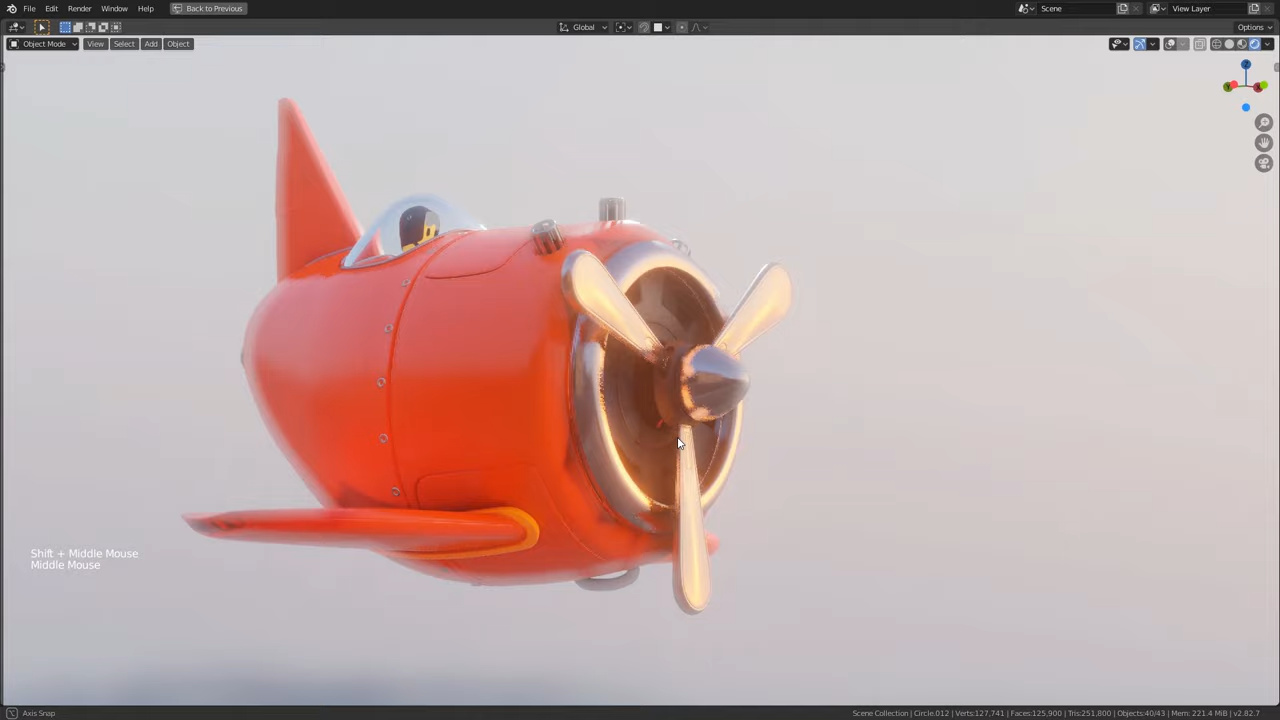 File Edit Render Window Help Back to Previous Scene View Layer
Global Options
Object Mode View Select Add Object
Z
Y X
Shift + Middle Mouse
Middle Mouse
Axis Snap Scene Collection | Circle.012 | Verts:127,741 | Faces:125,900 | Tris:251,800 | Objects:40/43 | Mem: 221.4 MiB | v2.82.7